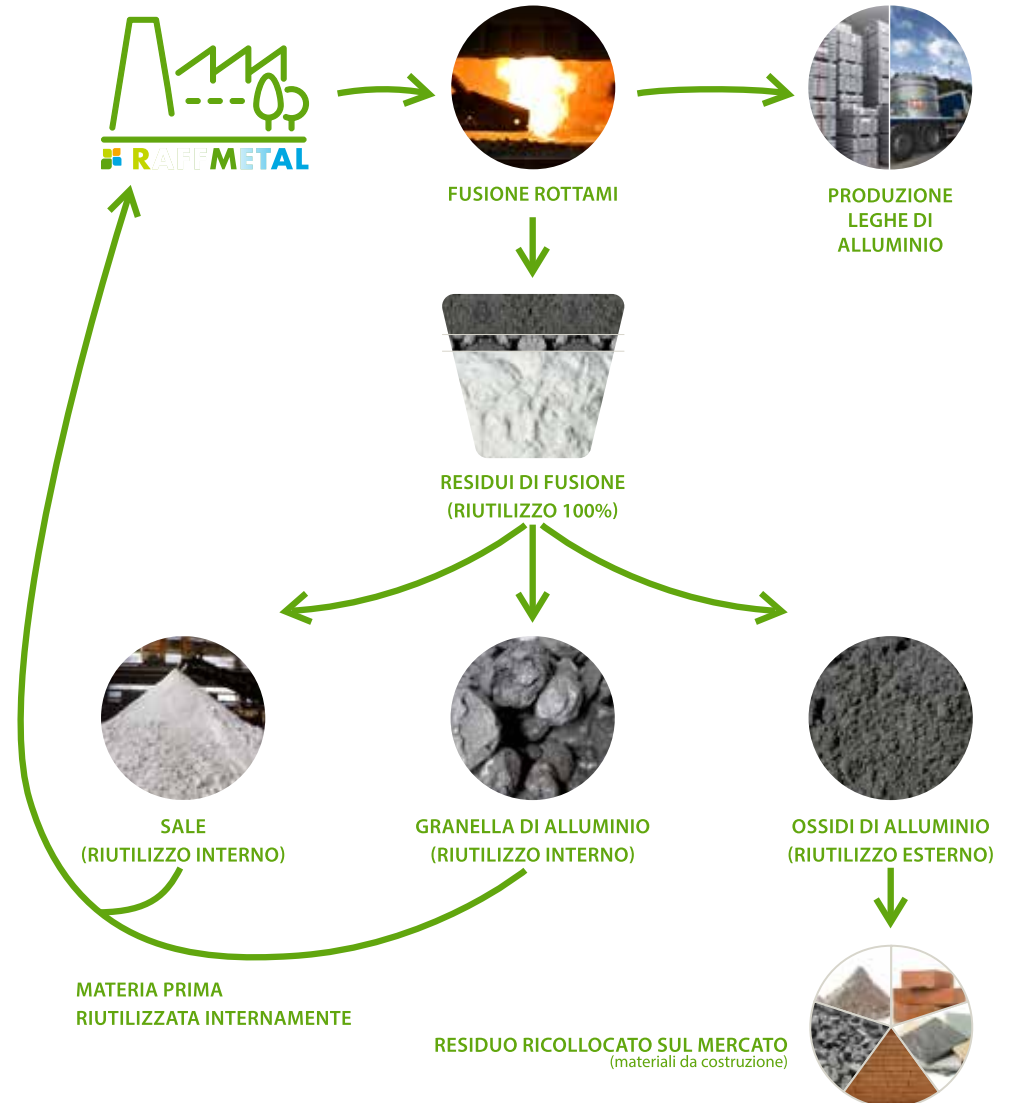 RAFFMETAL
FUSIONE ROTTAMI
PRODUZIONE
LEGHE DI
ALLUMINIO
RESIDUI DI FUSIONE
(RIUTILIZZO 100%)
SALE
(RIUTILIZZO INTERNO)
GRANELLA DI ALLUMINIO
(RIUTILIZZO INTERNO)
OSSIDI DI ALLUMINIO
(RIUTILIZZO ESTERNO)
MATERIA PRIMA
RIUTILIZZATA INTERNAMENTE
RESIDUO RICOLLOCATO SUL MERCATO
(materiali da costruzione)